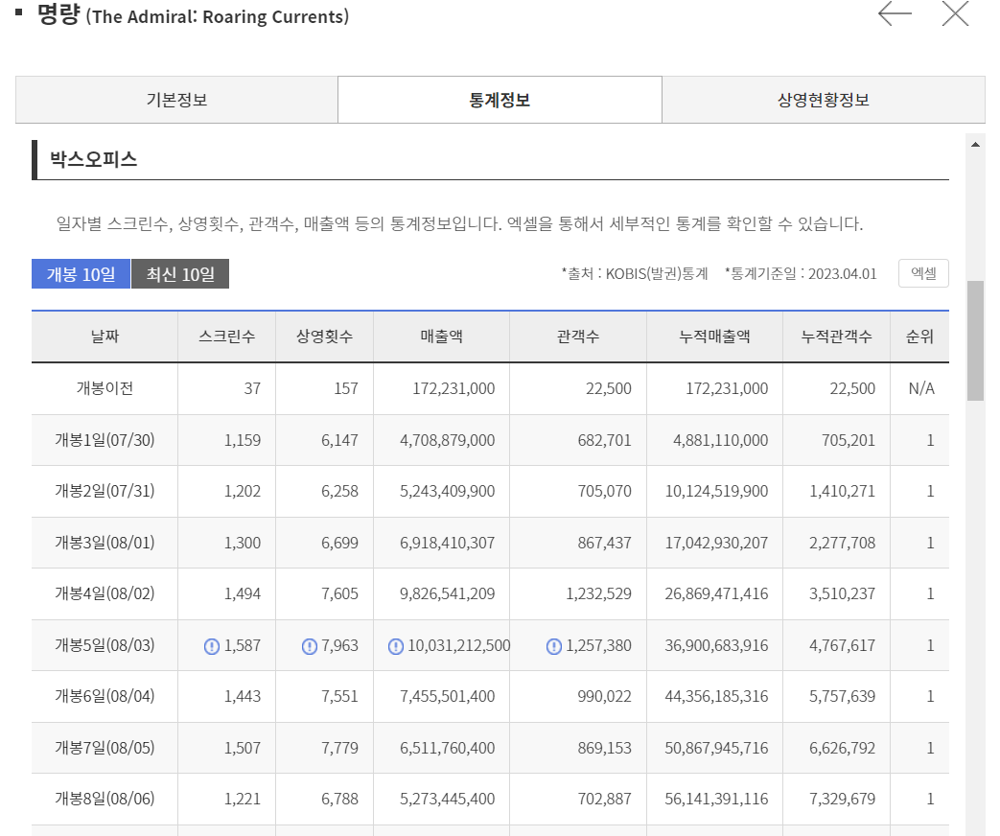 명량 (The Admiral: Roaring Currents)
기본정보 통계정보 상영현황정보
박스오피스
일자별 스크린수, 상영횟수, 관객수, 매출액 등의 통계정보입니다. 엑셀을 통해서 세부적인 통계를 확인할 수 있습니다.
개봉 10일 최신 10일 *출처 : KOBIS(발권)통계 *통계기준일 : 2023.04.01 엑셀
날짜 스크린수 상영횟수 매출액 관객수 누적매출액 누적관객수 순위
개봉이전 37 157 172,231,000 22,500 172,231,000 22,500 N/A
개봉1일(07/30) 1,159 6,147 4,708,879,000 682,701 4,881,110,000 705,201 1
개봉2일(07/31) 1,202 6,258 5,243,409,900 705,070 10,124,519,900 1,410,271 1
개봉3일(08/01) 1,300 6,699 6,918,410,307 867,437 17,042,930,207 2,277,708 1
개봉4일(08/02) 1,494 7,605 9,826,541,209 1,232,529 26,869,471,416 3,510,237 1
개봉5일(08/03) 1,587 7,963 10,031,212,500 1,257,380 36,900,683,916 4,767,617 1
개봉6일(08/04) 1,443 7,551 7,455,501,400 990,022 44,356,185,316 5,757,639 1
개봉7일(08/05) 1,507 7,779 6,511,760,400 869,153 50,867,945,716 6,626,792 1
개봉8일(08/06) 1,221 6,788 5,273,445,400 702,887 56,141,391,116 7,329,679 1